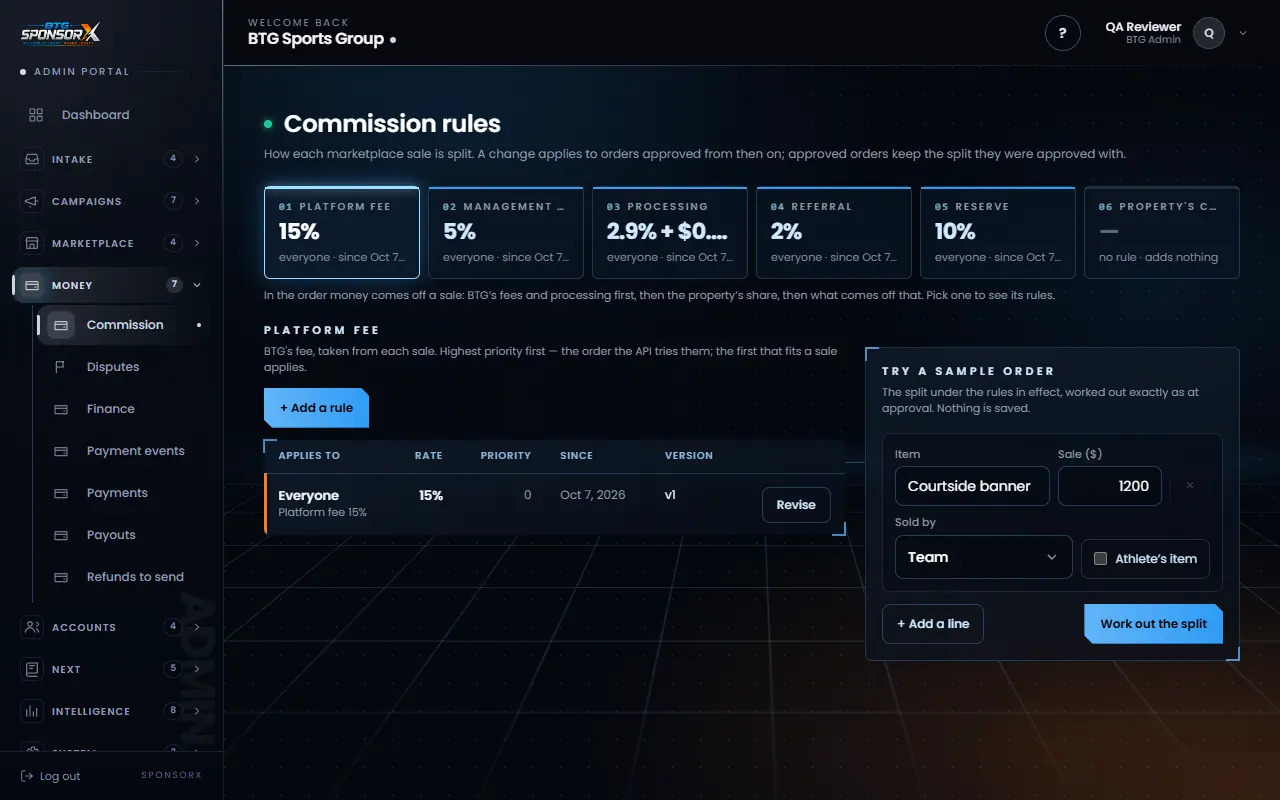 BTG
SPONSORX
ADMIN PORTAL
Dashboard
INTAKE 4
CAMPAIGNS 7
MARKETPLACE 4
MONEY 7
Commission
Disputes
Finance
Payment events
Payments
Payouts
Refunds to send
ACCOUNTS 4
NEXT 5
INTELLIGENCE 8
ADMIN
Log out SPONSORX
WELCOME BACK
BTG Sports Group
?
QA Reviewer
BTG Admin
Q
Commission rules
How each marketplace sale is split. A change applies to orders approved from then on; approved orders keep the split they were approved with.
01 PLATFORM FEE
15%
everyone · since Oct 7...
02 MANAGEMENT ...
5%
everyone · since Oct 7...
03 PROCESSING
2.9% + $0....
everyone · since Oct 7...
04 REFERRAL
2%
everyone · since Oct 7...
05 RESERVE
10%
everyone · since Oct 7...
06 PROPERTY'S C...
—
no rule · adds nothing
In the order money comes off a sale: BTG's fees and processing first, then the property's share, then what comes off that. Pick one to see its rules.
PLATFORM FEE
BTG's fee, taken from each sale. Highest priority first — the order the API tries them; the first that fits a sale
applies.
+ Add a rule
APPLIES TO RATE PRIORITY SINCE VERSION
Everyone 15% 0 Oct 7, 2026 v1
Platform fee 15%
Revise
TRY A SAMPLE ORDER
The split under the rules in effect, worked out exactly as at
approval. Nothing is saved.
Item Sale ($)
Courtside banner 1200 ×
Sold by
Team Athlete's item
+ Add a line Work out the split